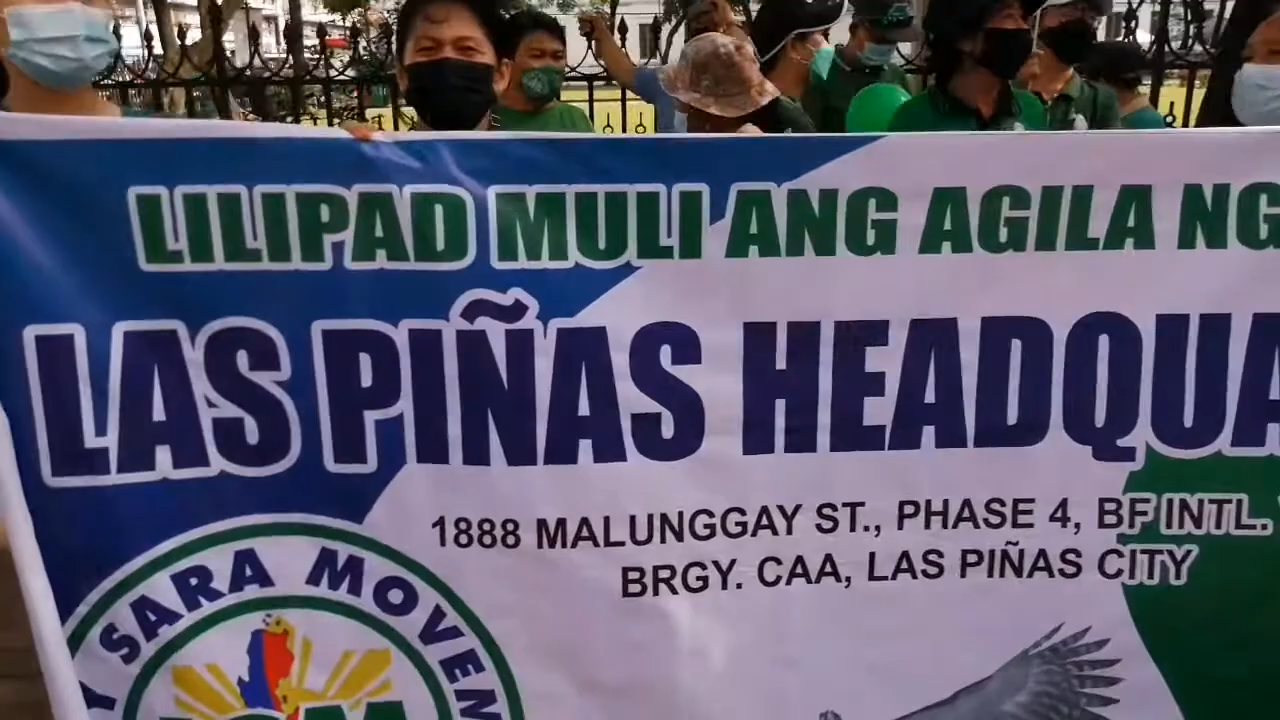 LILIPAD MULI ANG AGILA NG
LAS PIÑAS HEADQUA
1888 MALUNGGAY ST., PHASE 4, BF INTL.
BRGY. CAA, LAS PIÑAS CITY
SARA MOVEM